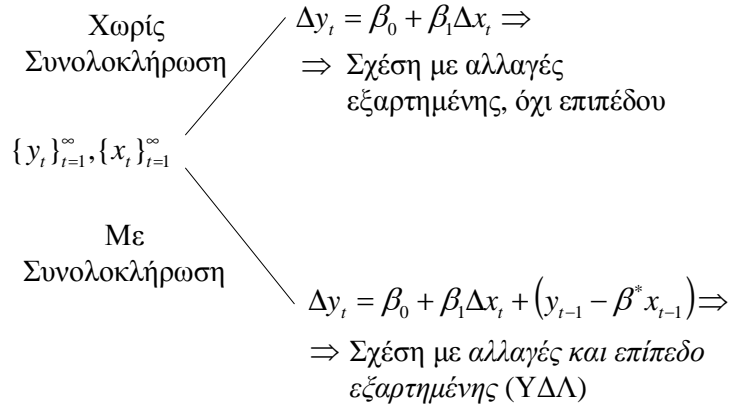 Χωρίς
Συνολοκλήρωση
Δy_t = β_0 + β_1Δx_t ⇒
⇒ Σχέση με αλλαγές
εξαρτημένης, όχι επιπέδου
{y_t}_{t=1}^∞, {x_t}_{t=1}^∞
Με
Συνολοκλήρωση
Δy_t = β_0 + β_1Δx_t + (y_{t-1} − β^* x_{t-1}) ⇒
⇒ Σχέση με αλλαγές και επίπεδο
εξαρτημένης (ΥΔΛ)